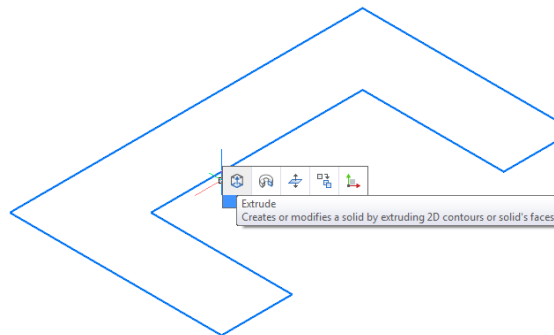 Extrude
Creates or modifies a solid by extruding 2D contours or solid's faces